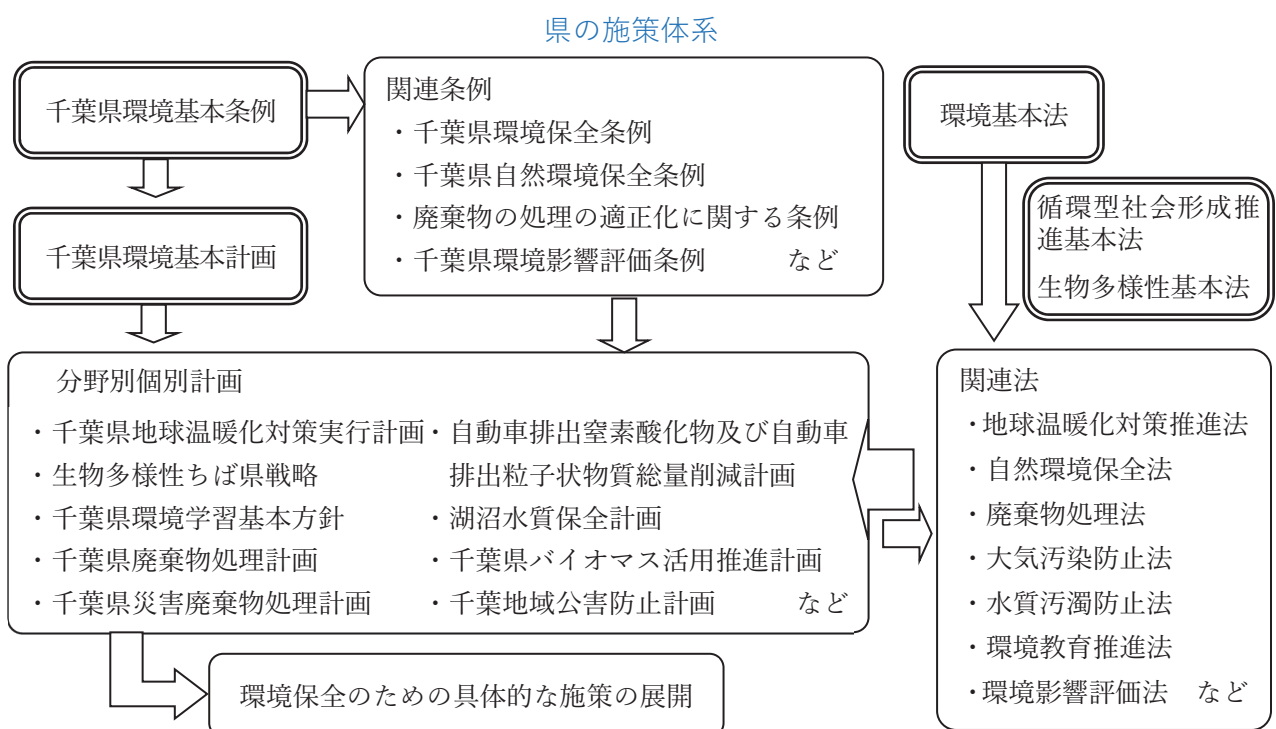 県の施策体系
千葉県環境基本条例
関連条例
・千葉県環境保全条例
・千葉県自然環境保全条例
・廃棄物の処理の適正化に関する条例
・千葉県環境影響評価条例　　など
環境基本法
循環型社会形成推
進基本法
生物多様性基本法
千葉県環境基本計画
分野別個別計画
・千葉県地球温暖化対策実行計画
・生物多様性ちば県戦略
・千葉県環境学習基本方針
・千葉県廃棄物処理計画
・千葉県災害廃棄物処理計画
・自動車排出窒素酸化物及び自動車
排出粒子状物質総量削減計画
・湖沼水質保全計画
・千葉県バイオマス活用推進計画
・千葉地域公害防止計画　　など
関連法
・地球温暖化対策推進法
・自然環境保全法
・廃棄物処理法
・大気汚染防止法
・水質汚濁防止法
・環境教育推進法
・環境影響評価法　など
環境保全のための具体的な施策の展開